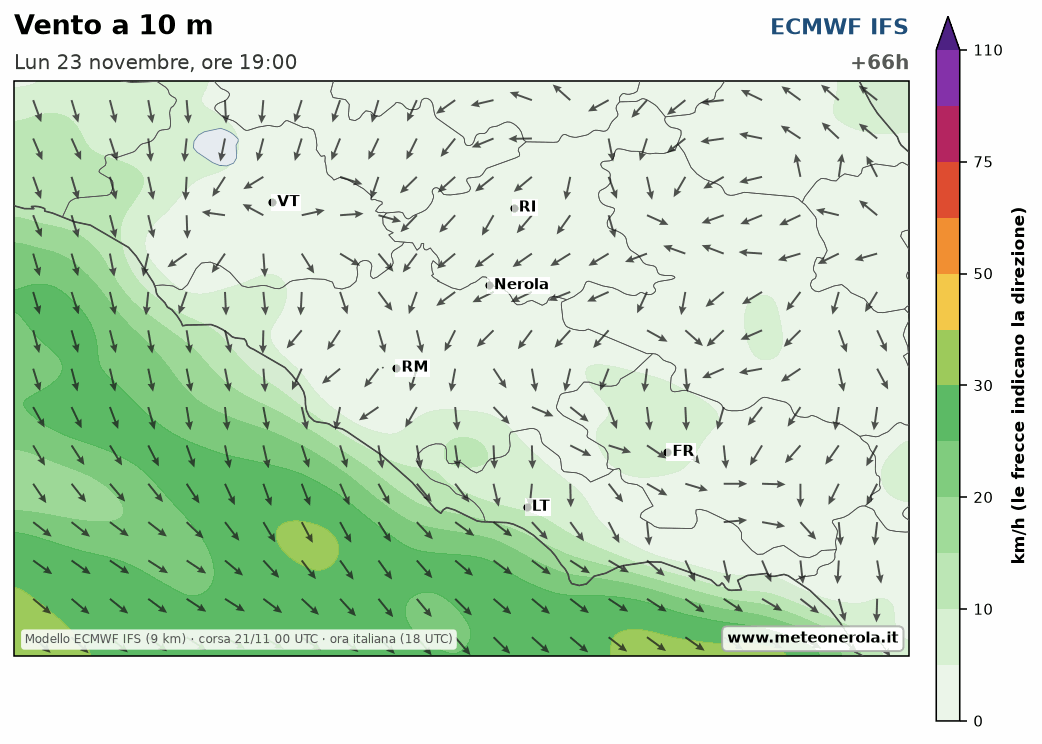 Vento a 10 m
ECMWF IFS
Lun 23 novembre, ore 19:00
+66h
VT
RI
Nerola
RM
FR
LT
Modello ECMWF IFS (9 km) · corsa 21/11 00 UTC · ora italiana (18 UTC)
www.meteonerola.it
110
75
50
30
20
10
0
km/h (le frecce indicano la direzione)